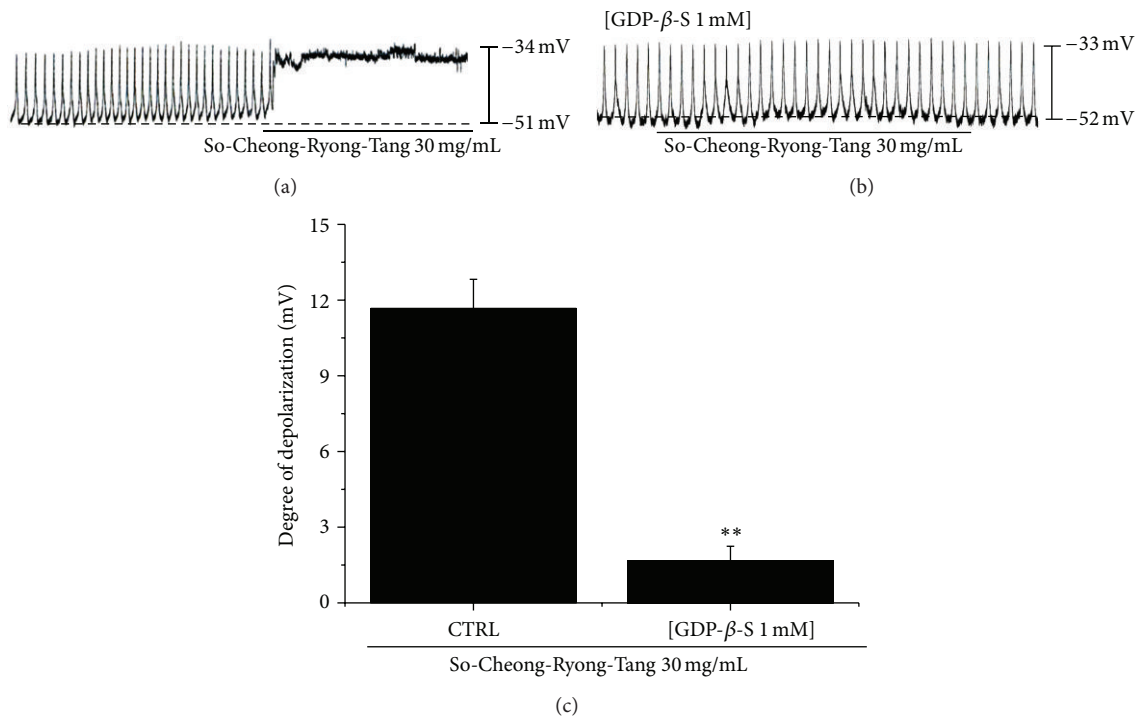 [GDP-β-S 1 mM]
−34 mV
−51 mV
So-Cheong-Ryong-Tang 30 mg/mL
(a)
−33 mV
−52 mV
So-Cheong-Ryong-Tang 30 mg/mL
(b)
15
12
9
6
3
0
Degree of depolarization (mV)
**
CTRL
[GDP-β-S 1 mM]
So-Cheong-Ryong-Tang 30 mg/mL
(c)